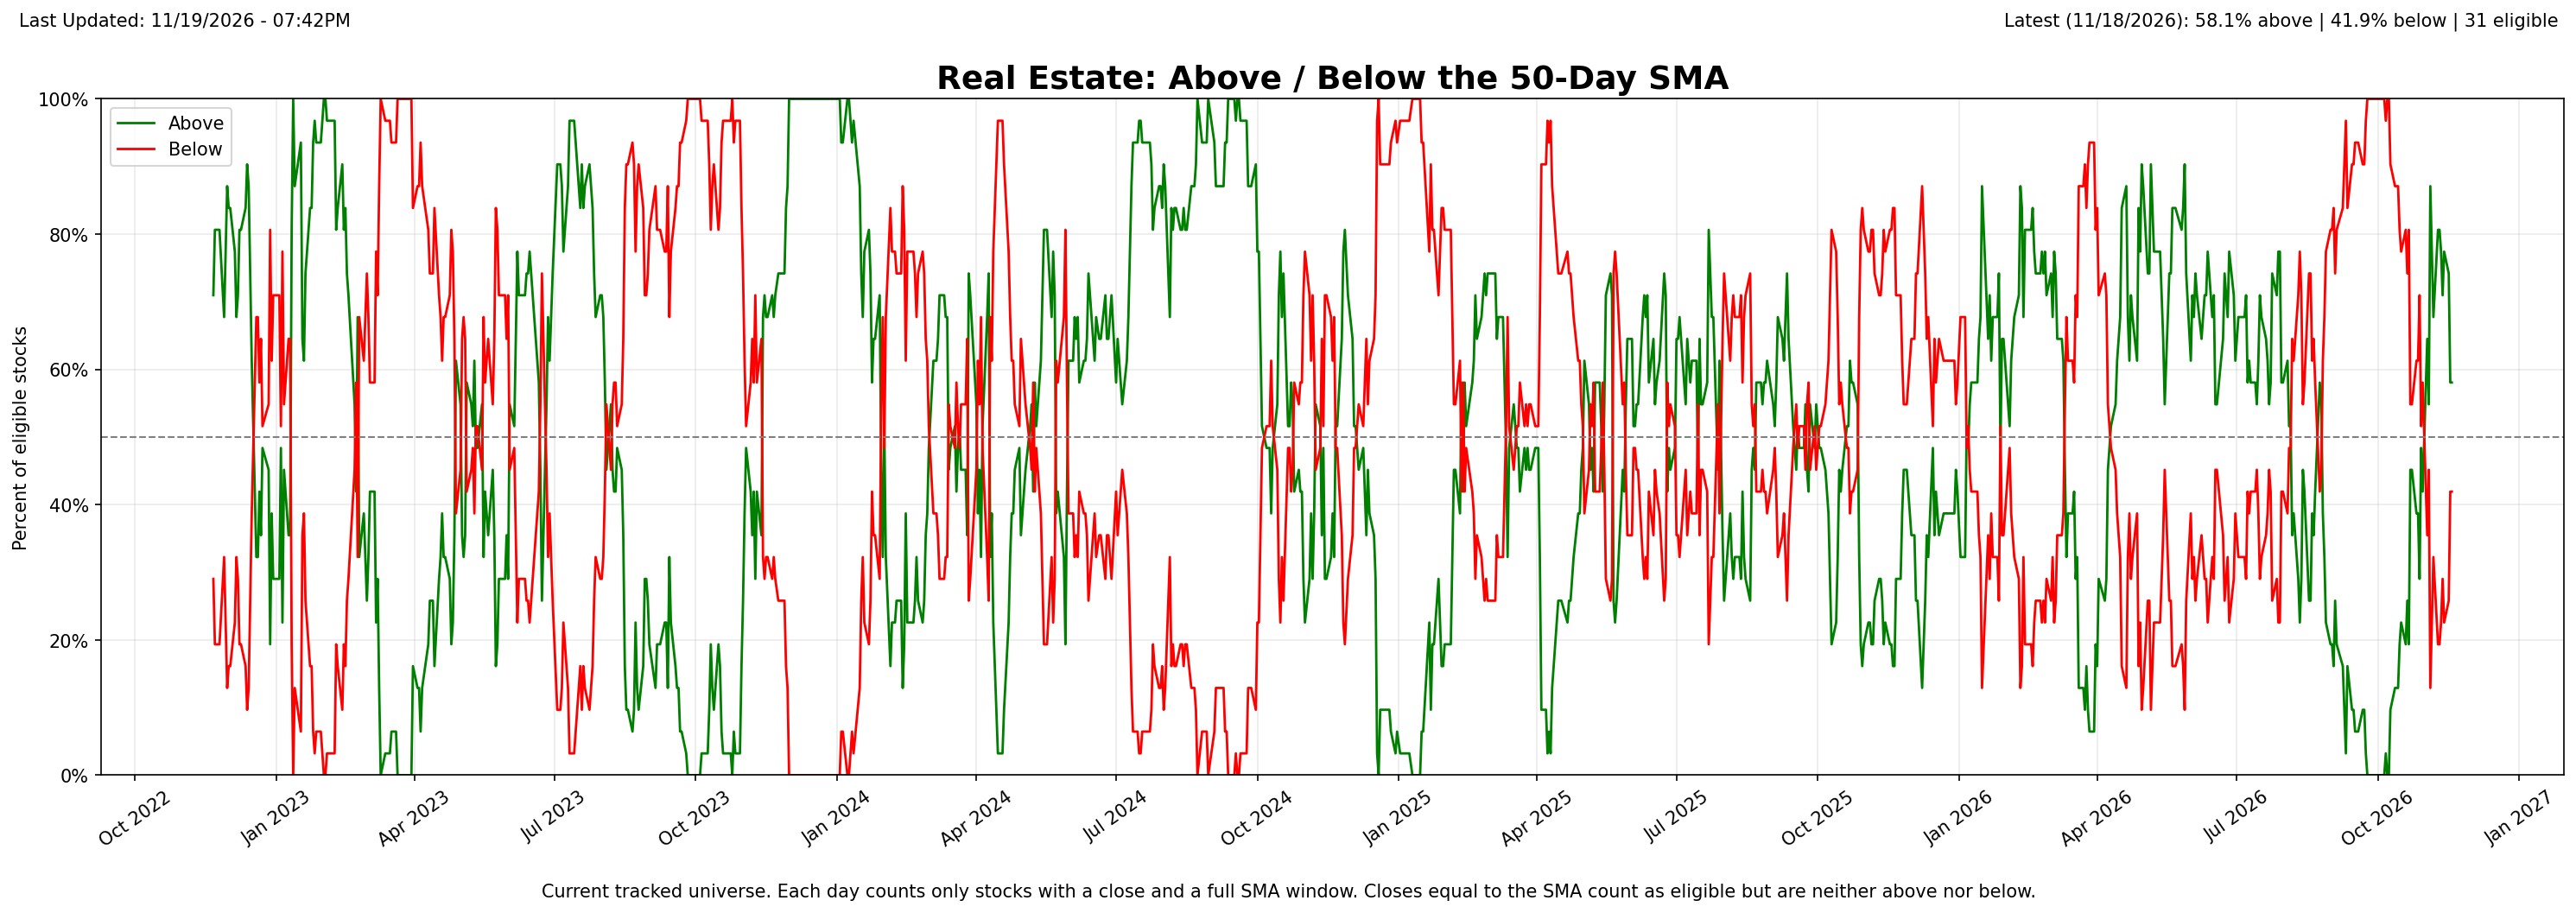 Last Updated: 11/19/2026 - 07:42PM
Latest (11/18/2026): 58.1% above | 41.9% below | 31 eligible
Real Estate: Above / Below the 50-Day SMA
Above
Below
Percent of eligible stocks
100%
80%
60%
40%
20%
0%
Oct 2022
Jan 2023
Apr 2023
Jul 2023
Oct 2023
Jan 2024
Apr 2024
Jul 2024
Oct 2024
Jan 2025
Apr 2025
Jul 2025
Oct 2025
Jan 2026
Apr 2026
Jul 2026
Oct 2026
Jan 2027
Current tracked universe. Each day counts only stocks with a close and a full SMA window. Closes equal to the SMA count as eligible but are neither above nor below.